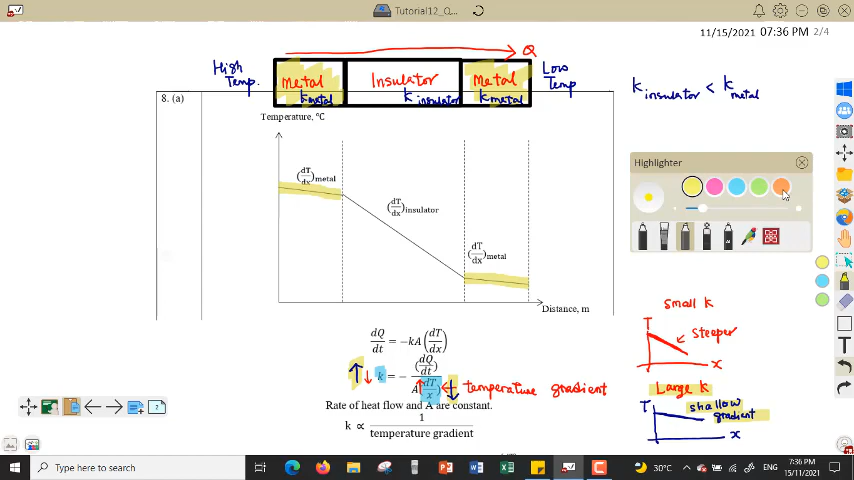 Tutorial12_Q...
11/15/2021 07:36 PM 2/4
Q
High Temp.
Metal
Insulator
Metal
Low Temp
k metal
k insulator
k metal
k insulator < k metal
8. (a)
Temperature, °C
(dT/dx)metal
(dT/dx)insulator
(dT/dx)metal
Distance, m
Highlighter
small k
T
steeper
x
dQ/dt = −kA(dT/dx)
k = − (dQ/dt) / A(dT/x)
temperature gradient
Large k
T
shallow gradient
x
Rate of heat flow and A are constant.
k ∝ 1/temperature gradient
Type here to search
30°C
ENG
7:36 PM
15/11/2021